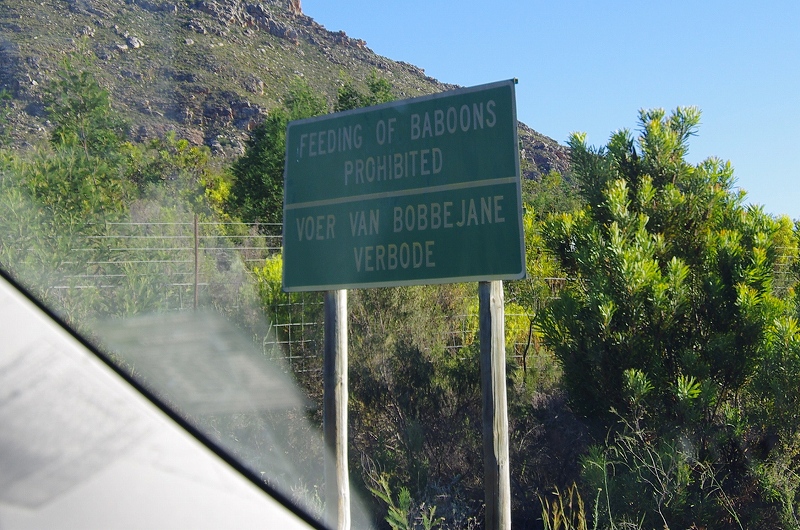 FEEDING OF BABOONS
PROHIBITED
VOER VAN BOBBEJANE
VERBODE